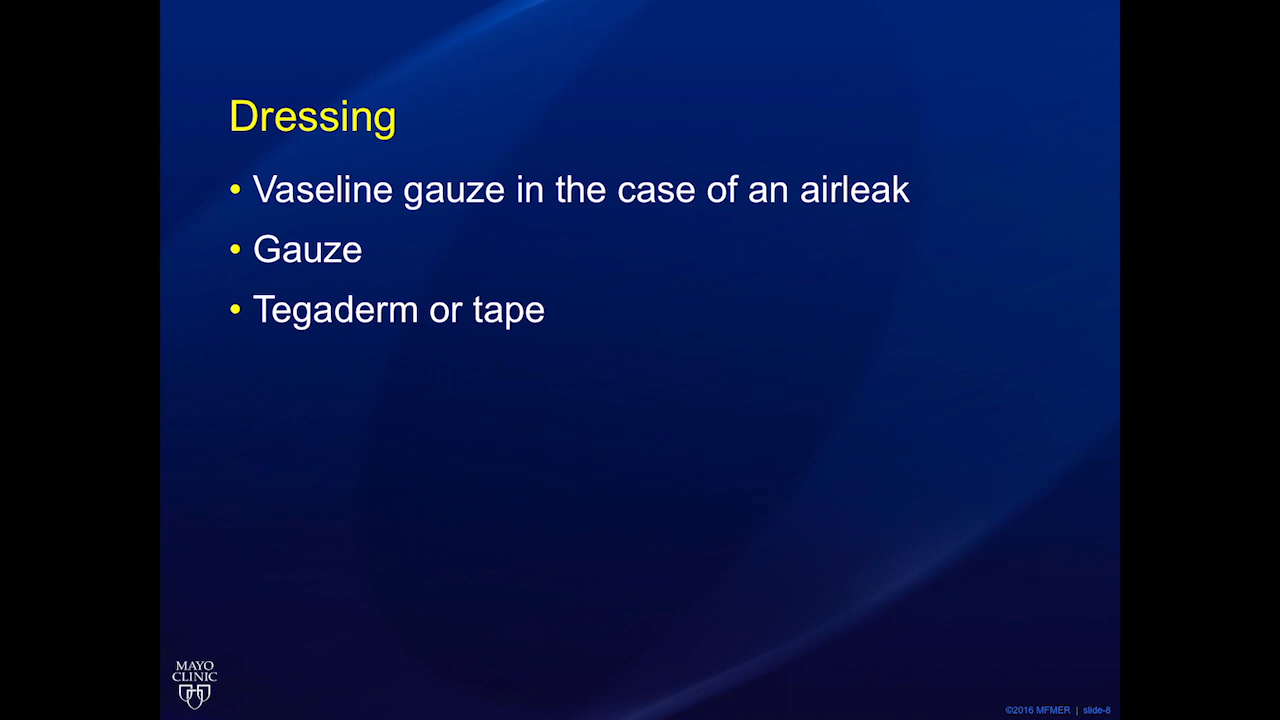 Dressing
• Vaseline gauze in the case of an airleak
• Gauze
• Tegaderm or tape
MAYO
CLINIC
©2016 MFMER | slide-8